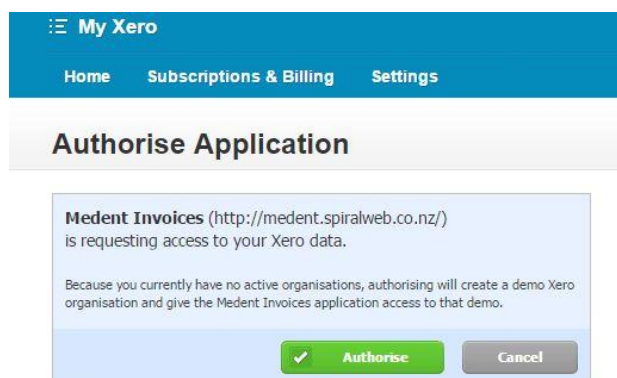 My Xero
Home Subscriptions & Billing Settings
Authorise Application
Medent Invoices (http://medent.spiralweb.co.nz/)
is requesting access to your Xero data.
Because you currently have no active organisations, authorising will create a demo Xero
organisation and give the Medent Invoices application access to that demo.
Authorise Cancel